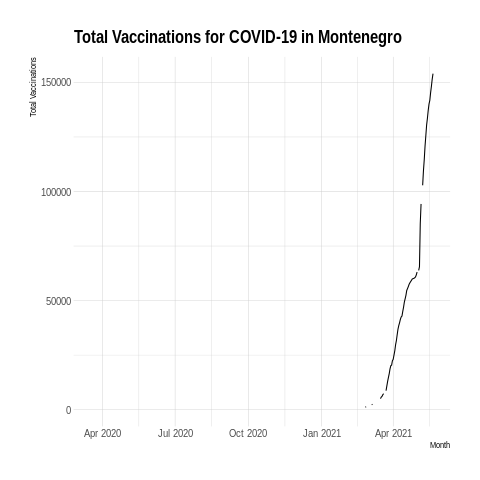 Total Vaccinations for COVID-19 in Montenegro
Total Vaccinations
150000
100000
50000
0
Apr 2020
Jul 2020
Oct 2020
Jan 2021
Apr 2021
Month